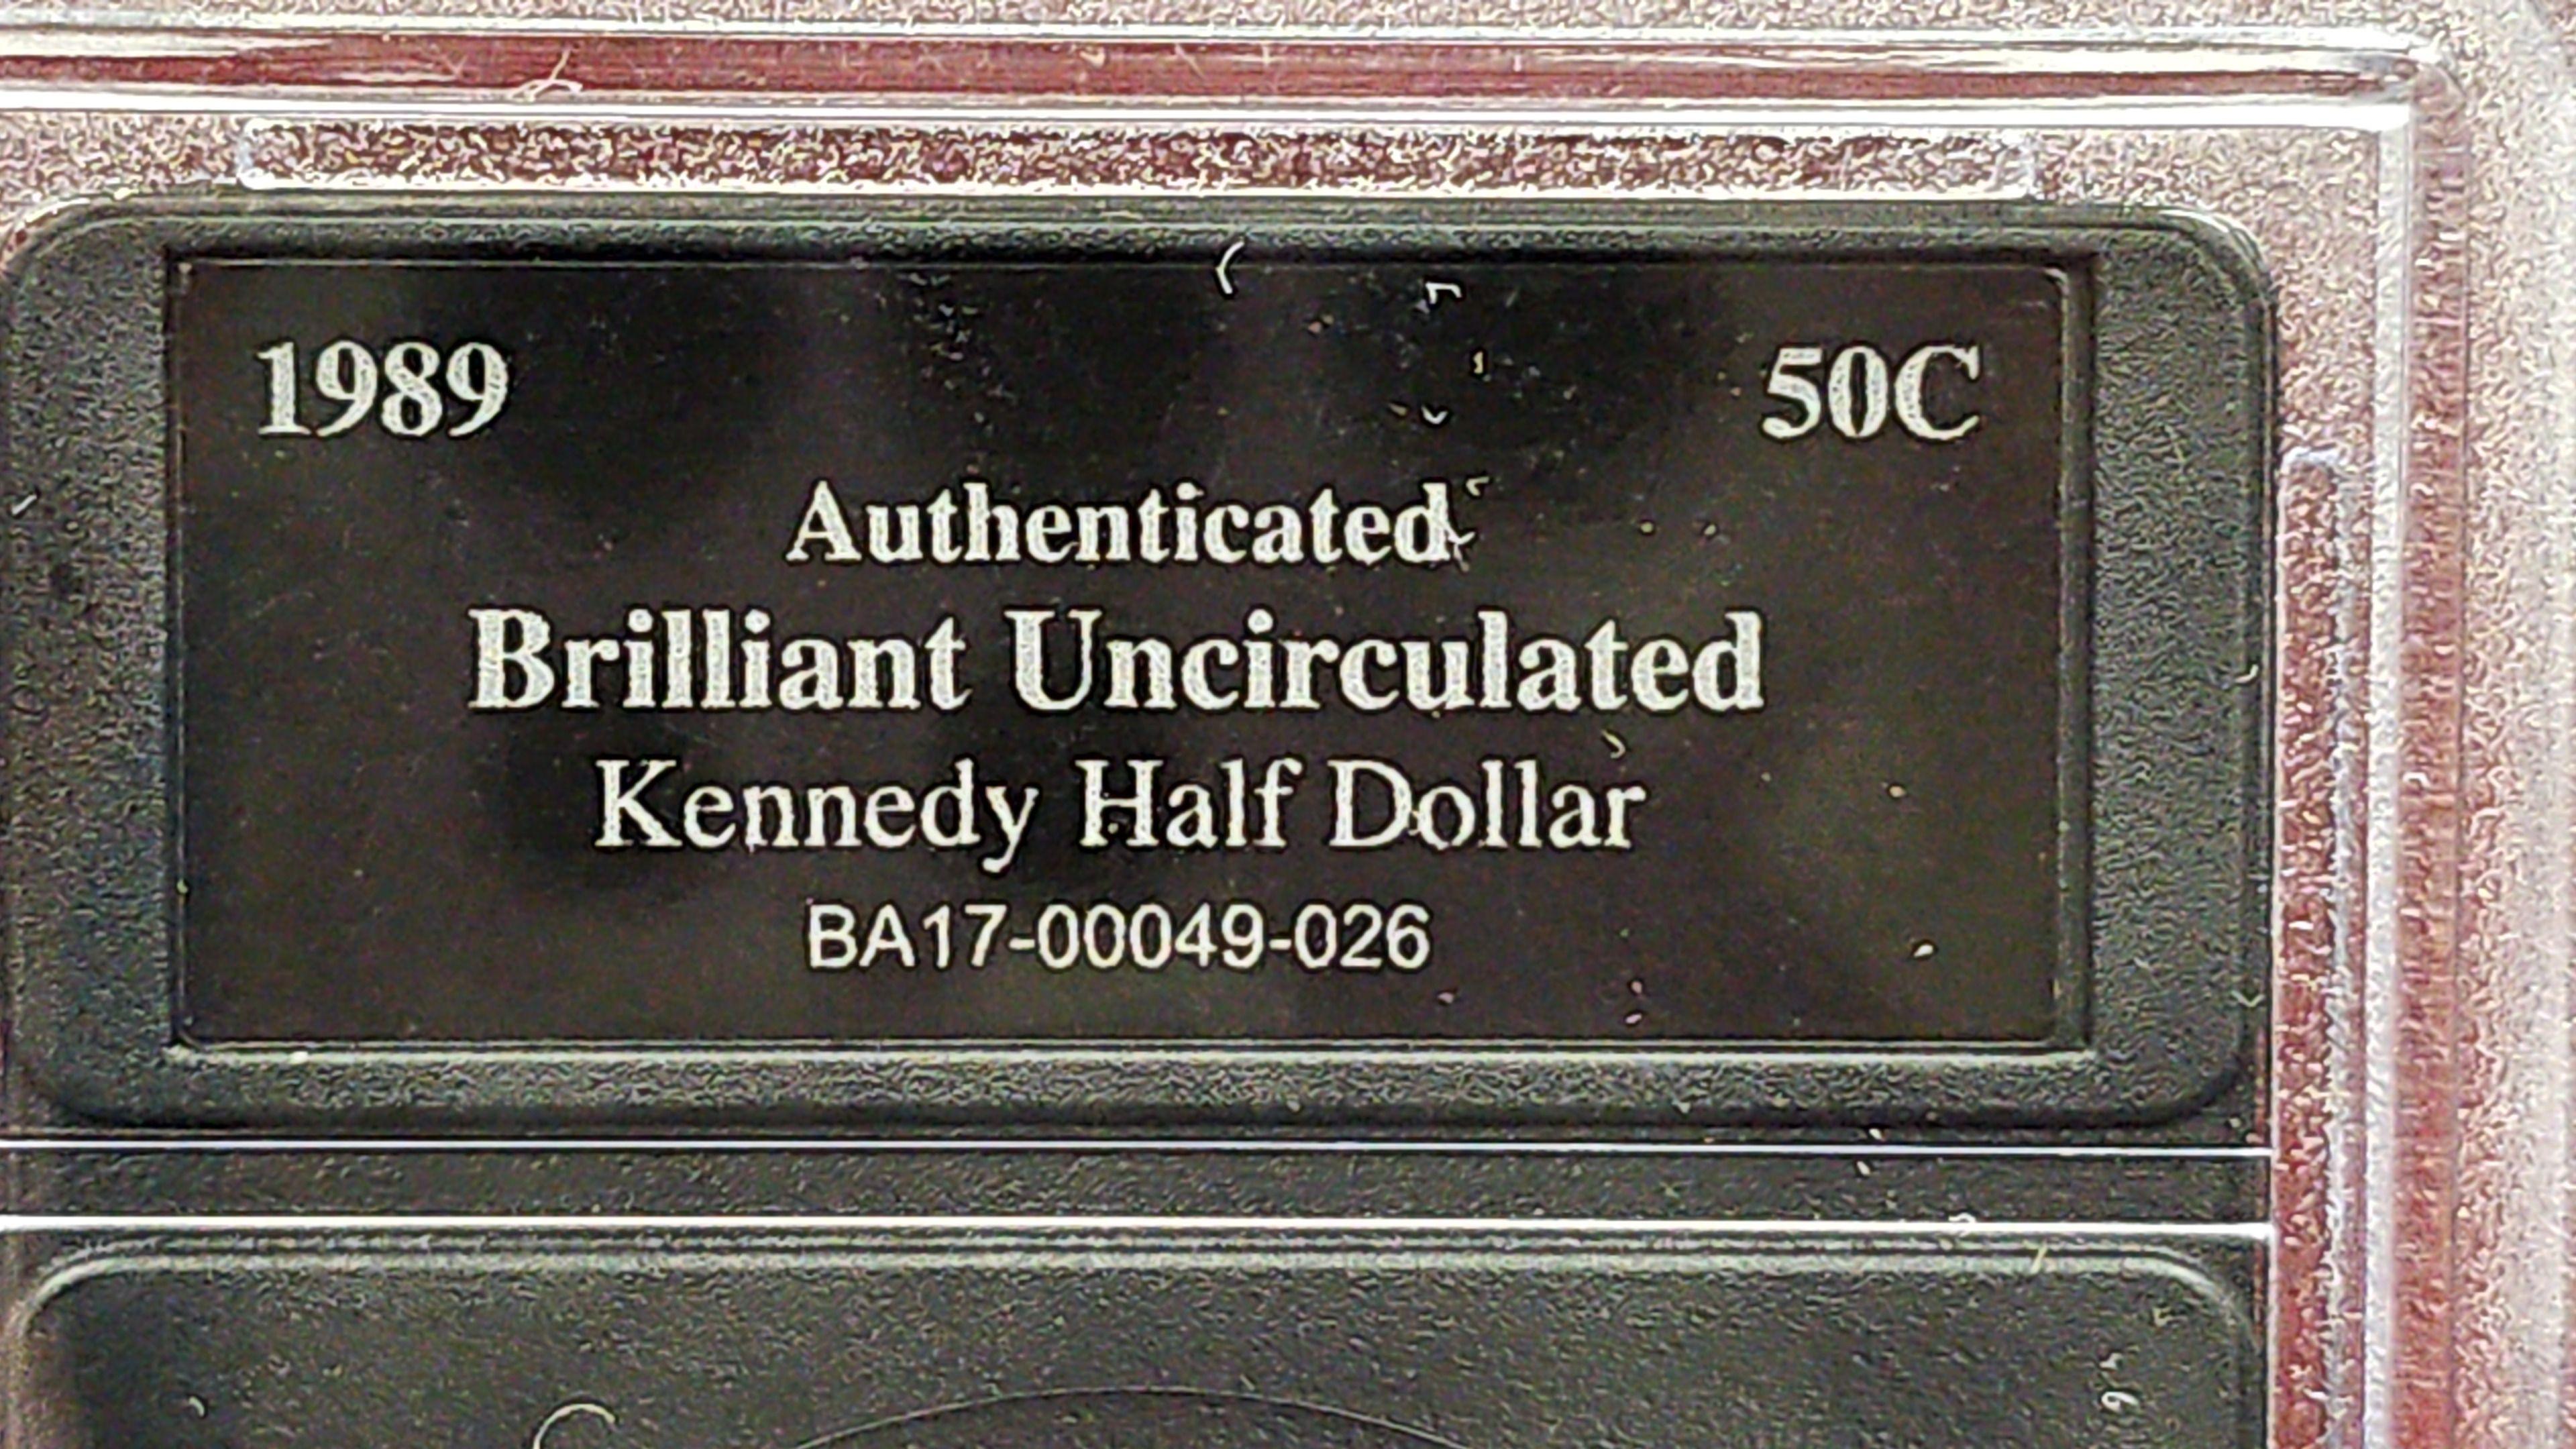 1989 50C
Authenticated
Brilliant Uncirculated
Kennedy Half Dollar
BA17-00049-026